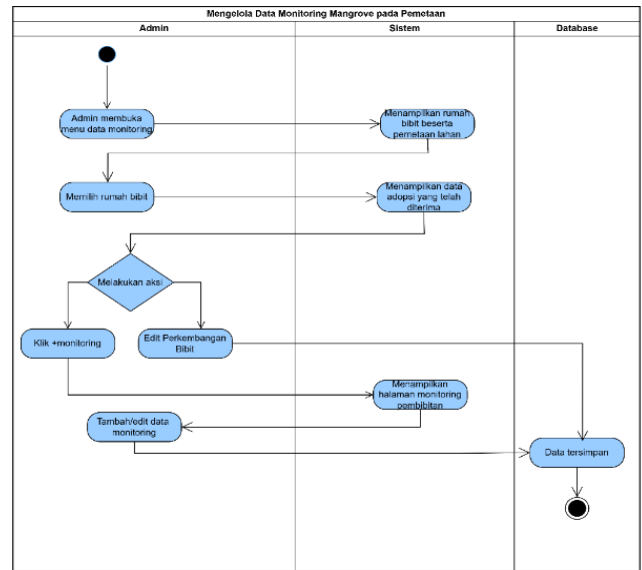 Mengelola Data Monitoring Mangrove pada Pemetaan
Admin
Sistem
Database
Admin membuka
menu data monitoring
Menampilkan rumah
bibit beserta
pemetaan lahan
Memilih rumah bibit
Menampilkan data
adopsi yang telah
diterima
Melakukan aksi
Klik +monitoring
Edit Perkembangan
Bibit
Menampilkan
halaman monitoring
pembibitan
Tambah/edit data
monitoring
Data tersimpan